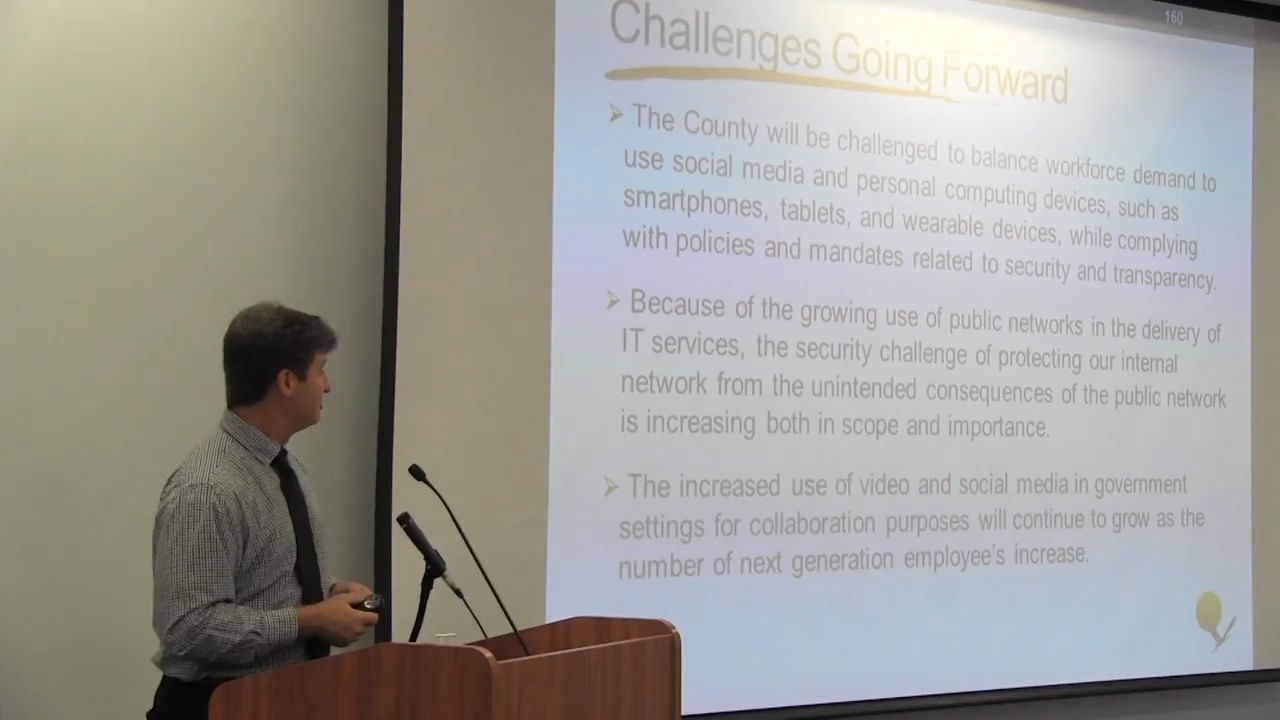 160
Challenges Going Forward
➢ The County will be challenged to balance workforce demand to
use social media and personal computing devices, such as
smartphones, tablets, and wearable devices, while complying
with policies and mandates related to security and transparency.
➢ Because of the growing use of public networks in the delivery of
IT services, the security challenge of protecting our internal
network from the unintended consequences of the public network
is increasing both in scope and importance.
➢ The increased use of video and social media in government
settings for collaboration purposes will continue to grow as the
number of next generation employee's increase.